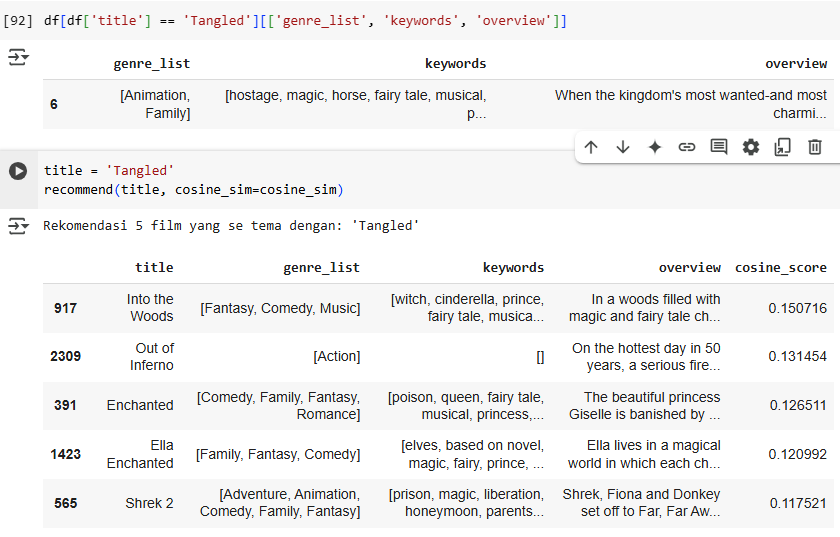 [92] df[df['title'] == 'Tangled'][['genre_list', 'keywords', 'overview']]
genre_list keywords overview
6 [Animation, Family] [hostage, magic, horse, fairy tale, musical, p... When the kingdom's most wanted-and most charmi...
title = 'Tangled'
recommend(title, cosine_sim=cosine_sim)
Rekomendasi 5 film yang se tema dengan: 'Tangled'
title genre_list keywords overview cosine_score
917 Into the Woods [Fantasy, Comedy, Music] [witch, cinderella, prince, fairy tale, musica... In a woods filled with magic and fairy tale ch... 0.150716
2309 Out of Inferno [Action] [] On the hottest day in 50 years, a serious fire... 0.131454
391 Enchanted [Comedy, Family, Fantasy, Romance] [poison, queen, fairy tale, musical, princess,... The beautiful princess Giselle is banished by ... 0.126511
1423 Ella Enchanted [Family, Fantasy, Comedy] [elves, based on novel, magic, fairy, prince, ... Ella lives in a magical world in which each ch... 0.120992
565 Shrek 2 [Adventure, Animation, Comedy, Family, Fantasy] [prison, magic, liberation, honeymoon, parents... Shrek, Fiona and Donkey set off to Far, Far Aw... 0.117521